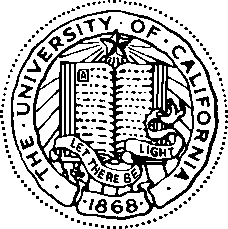 · THE · UNIVERSITY · OF · CALIFORNIA ·
A
LET THERE BE
LIGHT
· 1868 ·